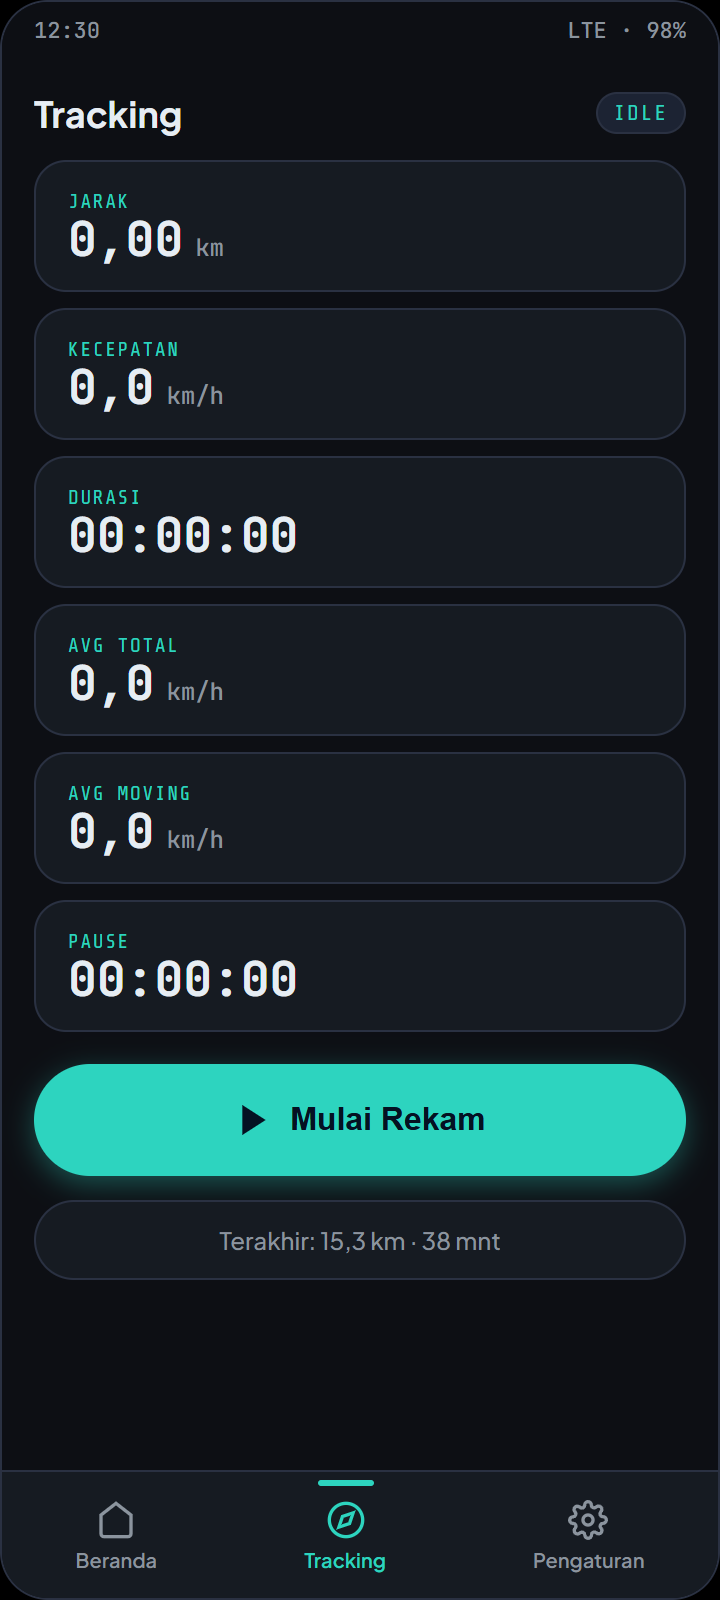 12:30 LTE · 98%
Tracking IDLE
JARAK
0,00 km
KECEPATAN
0,0 km/h
DURASI
00:00:00
AVG TOTAL
0,0 km/h
AVG MOVING
0,0 km/h
PAUSE
00:00:00
Mulai Rekam
Terakhir: 15,3 km · 38 mnt
Beranda Tracking Pengaturan